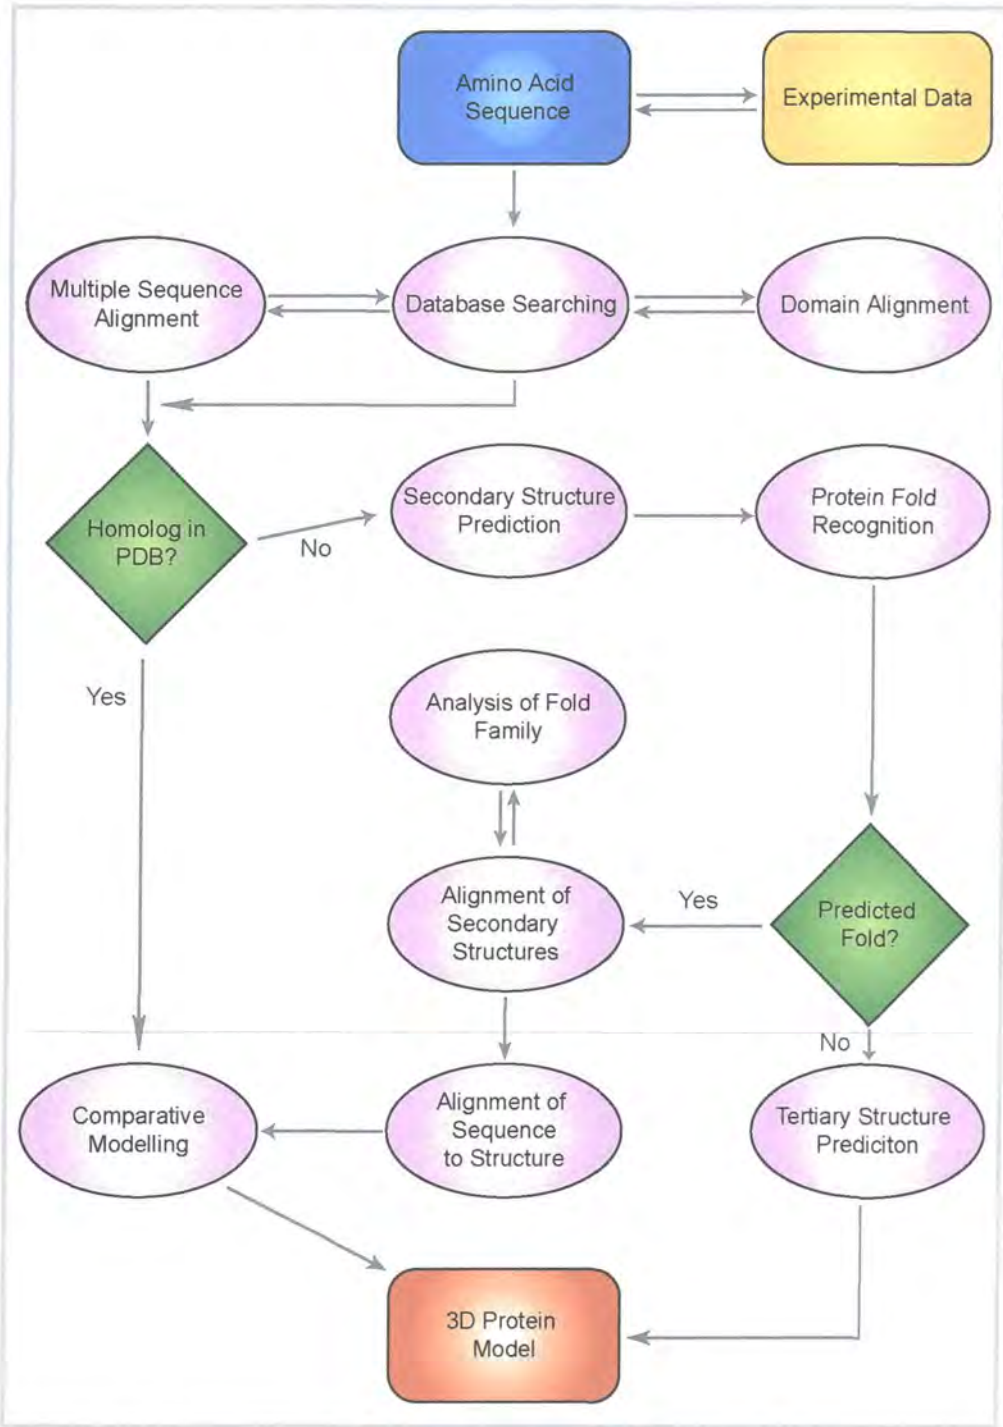 Amino Acid
Sequence
Experimental Data
Multiple Sequence
Alignment
Database Searching
Domain Alignment
Homolog in
PDB?
No
Secondary Structure
Prediction
Protein Fold
Recognition
Yes
Analysis of Fold
Family
Alignment of
Secondary
Structures
Yes
Predicted
Fold?
No
Comparative
Modelling
Alignment of
Sequence
to Structure
Tertiary Structure
Prediciton
3D Protein
Model